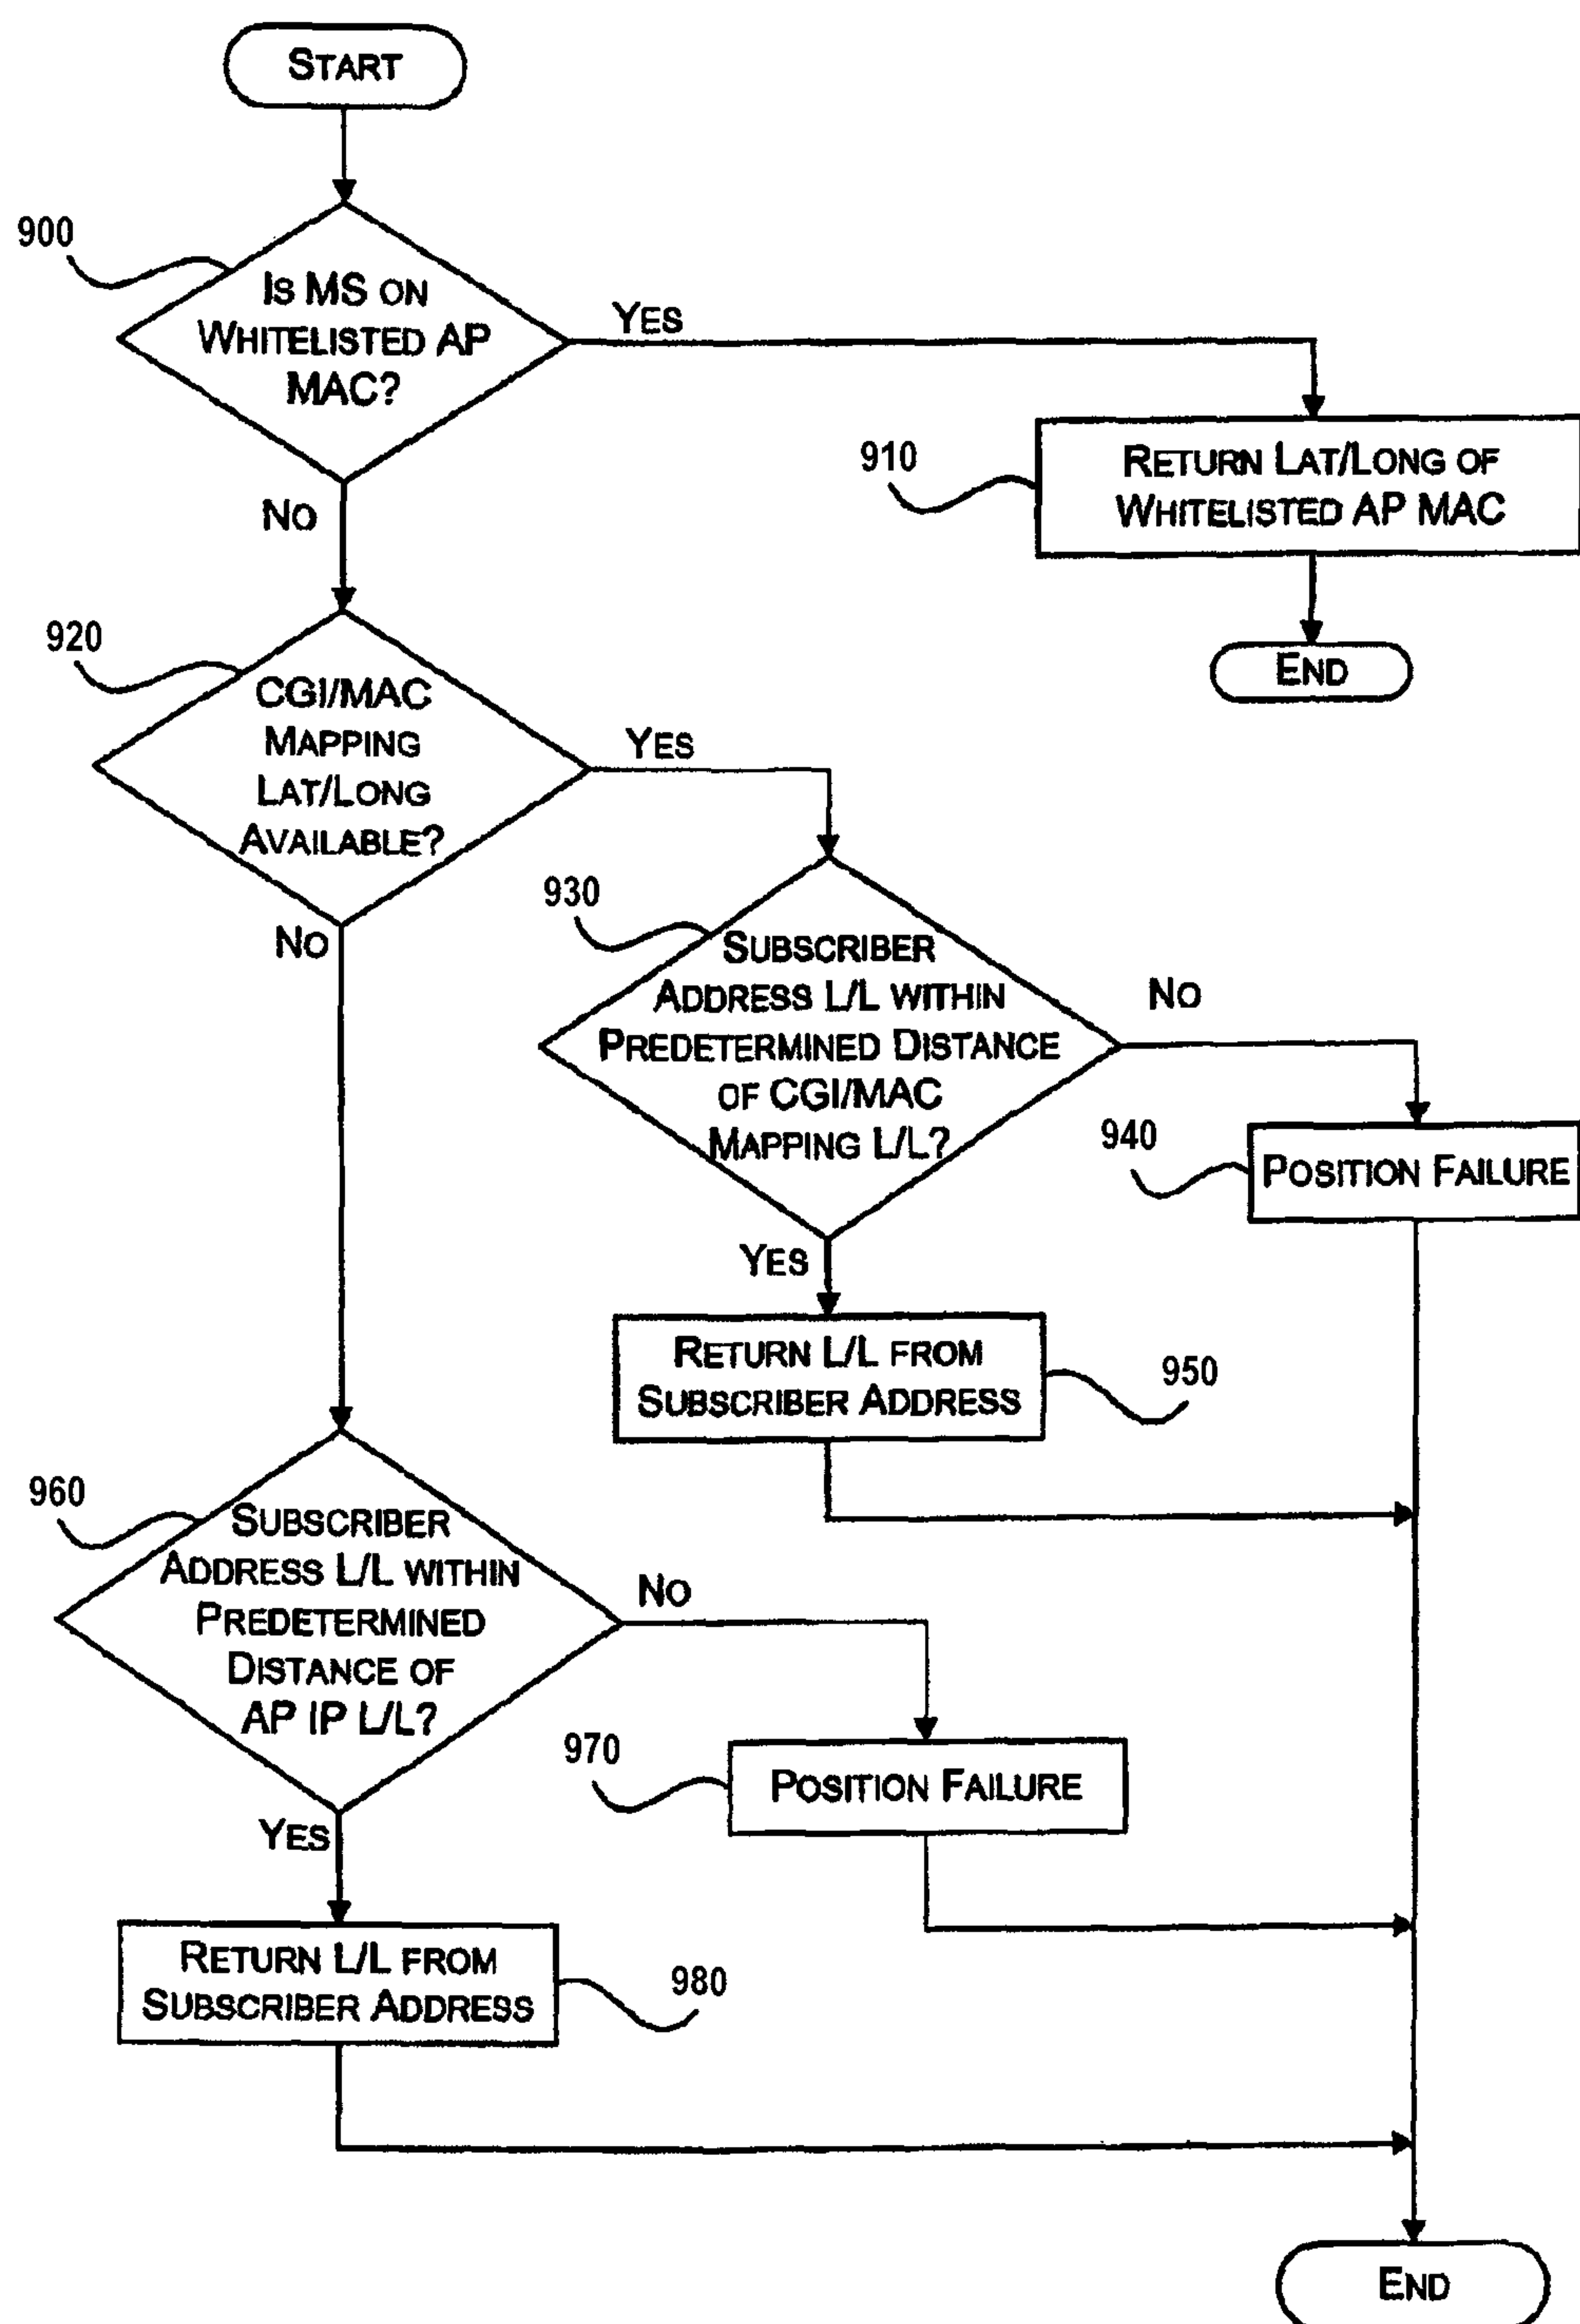 START
900
IS MS ON
WHITELISTED AP
MAC?
YES
NO
910
RETURN LAT/LONG OF
WHITELISTED AP MAC
END
920
CGI/MAC
MAPPING
LAT/LONG
AVAILABLE?
YES
NO
930
SUBSCRIBER
ADDRESS L/L WITHIN
PREDETERMINED DISTANCE
OF CGI/MAC
MAPPING L/L?
NO
940
POSITION FAILURE
YES
RETURN L/L FROM
SUBSCRIBER ADDRESS
950
960
SUBSCRIBER
ADDRESS L/L WITHIN
PREDETERMINED
DISTANCE OF
AP IP L/L?
NO
970
POSITION FAILURE
YES
RETURN L/L FROM
SUBSCRIBER ADDRESS
980
END